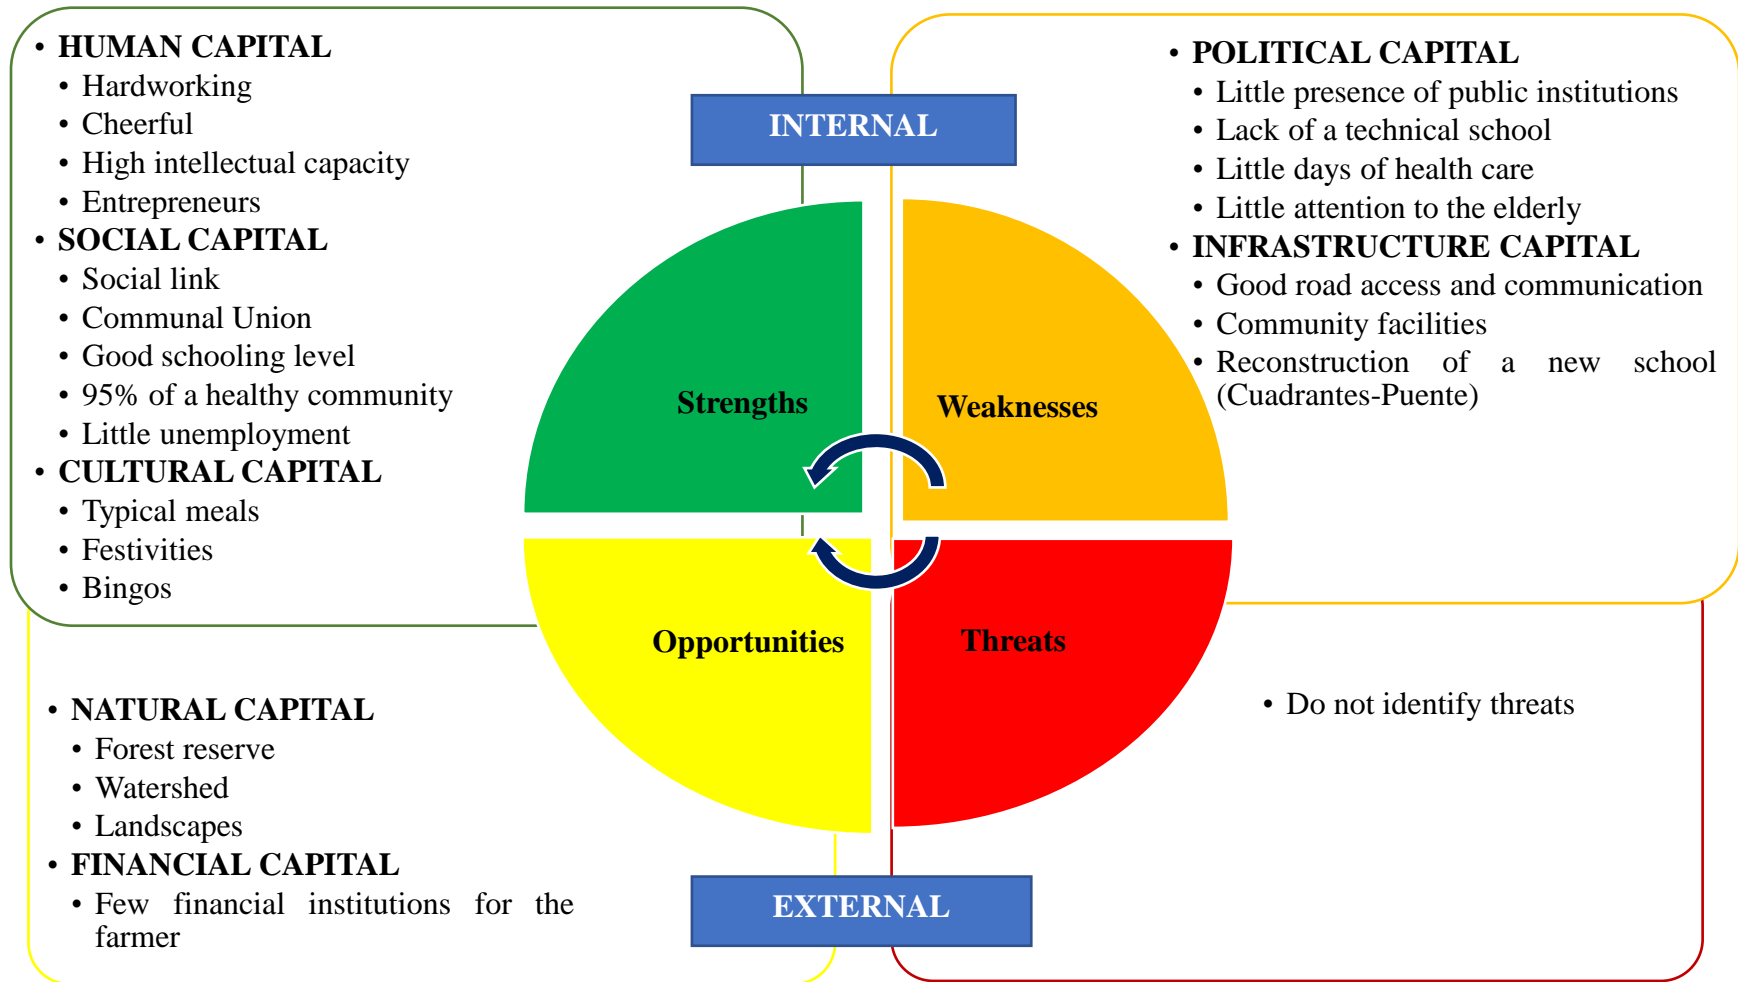 • HUMAN CAPITAL
• Hardworking
• Cheerful
• High intellectual capacity
• Entrepreneurs
• SOCIAL CAPITAL
• Social link
• Communal Union
• Good schooling level
• 95% of a healthy community
• Little unemployment
• CULTURAL CAPITAL
• Typical meals
• Festivities
• Bingos
INTERNAL
• POLITICAL CAPITAL
• Little presence of public institutions
• Lack of a technical school
• Little days of health care
• Little attention to the elderly
• INFRASTRUCTURE CAPITAL
• Good road access and communication
• Community facilities
• Reconstruction of a new school
(Cuadrantes-Puente)
Strengths
Weaknesses
Opportunities
Threats
• NATURAL CAPITAL
• Forest reserve
• Watershed
• Landscapes
• FINANCIAL CAPITAL
• Few financial institutions for the
farmer
• Do not identify threats
EXTERNAL